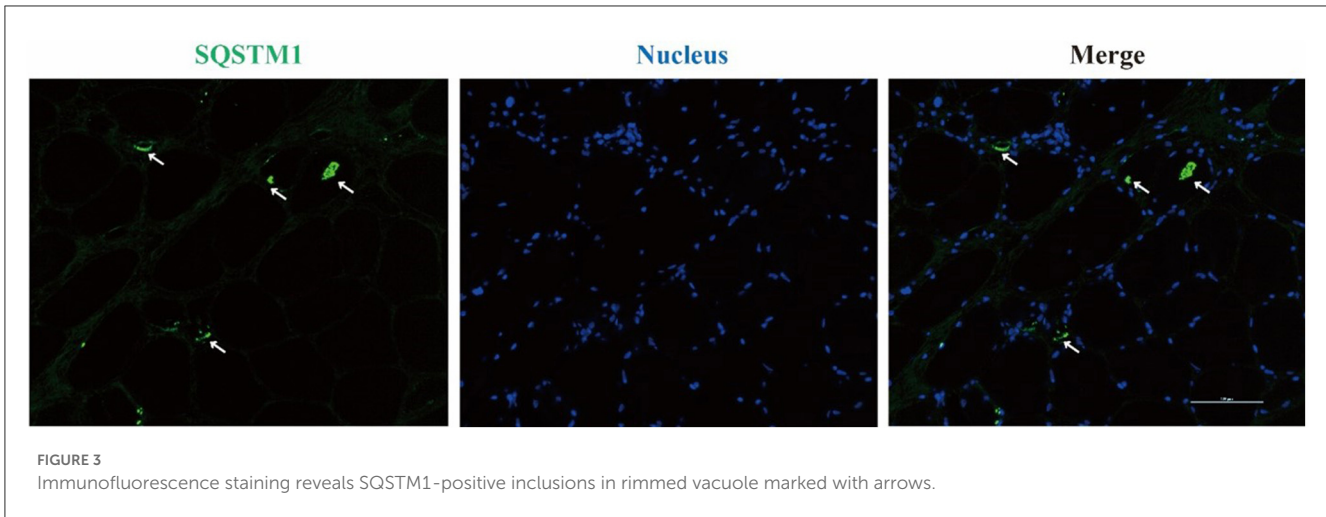 SQSTM1
Nucleus
Merge
FIGURE 3
Immunofluorescence staining reveals SQSTM1-positive inclusions in rimmed vacuole marked with arrows.